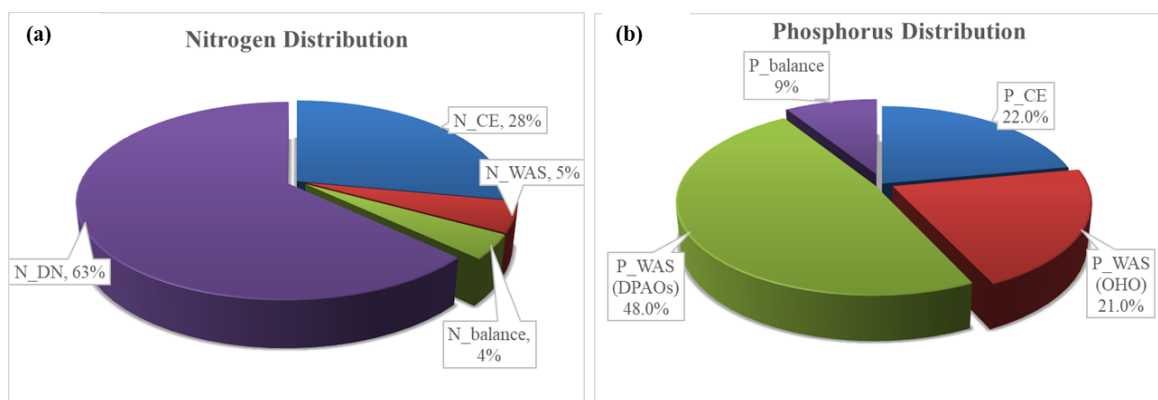 (a)
Nitrogen Distribution
N_CE, 28%
N_WAS, 5%
N_DN, 63%
N_balance,
4%
(b)
Phosphorus Distribution
P_balance
9%
P_CE
22.0%
P_WAS
(DPAOs)
48.0%
P_WAS
(OHO)
21.0%